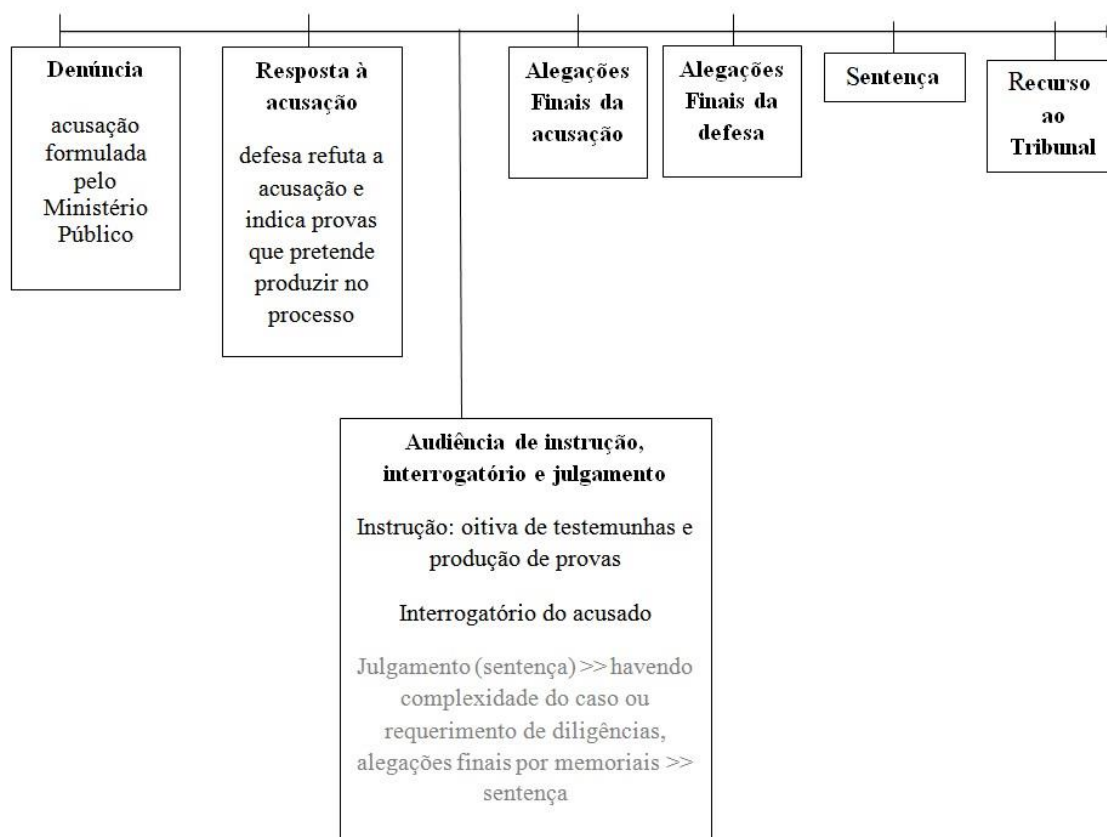 Denúncia
acusação
formulada
pelo
Ministério
Público
Resposta à
acusação
defesa refuta a
acusação e
indica provas
que pretende
produzir no
processo
Audiência de instrução,
interrogatório e julgamento
Instrução: oitiva de testemunhas e
produção de provas
Interrogatório do acusado
Julgamento (sentença) >> havendo
complexidade do caso ou
requerimento de diligências,
alegações finais por memoriais >>
sentença
Alegações
Finais da
acusação
Alegações
Finais da
defesa
Sentença
Recurso
ao
Tribunal